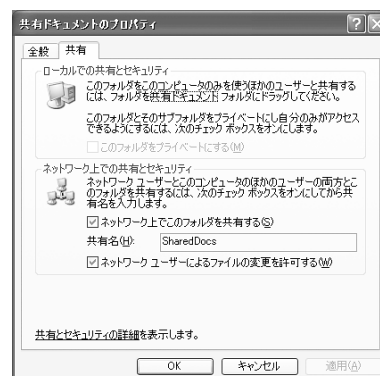 共有ドキュメントのプロパティ
全般 共有
ローカルでの共有とセキュリティ
このフォルダをこのコンピュータのみを使うほかのユーザーと共有する
には、フォルダを共有ドキュメント フォルダにドラッグしてください。
このフォルダとそのサブフォルダをプライベートにし自分のみがアクセス
できるようにするには、次のチェック ボックスをオンにします。
このフォルダをプライベートにする(M)
ネットワーク上での共有とセキュリティ
ネットワーク ユーザーとこのコンピュータのほかのユーザーの両方とこ
のフォルダを共有するには、次のチェック ボックスをオンにしてから共
有名を入力します。
ネットワーク上でこのフォルダを共有する(S)
共有名(H): SharedDocs
ネットワーク ユーザーによるファイルの変更を許可する(W)
共有とセキュリティの詳細を表示します。
OK キャンセル 適用(A)